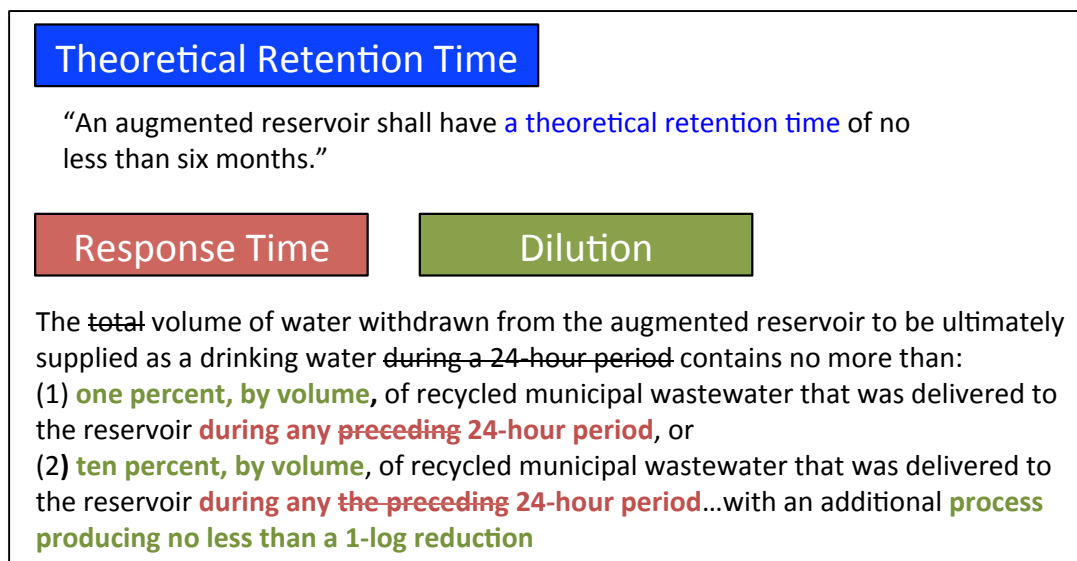 Theoretical Retention Time
“An augmented reservoir shall have a theoretical retention time of no
less than six months.”
Response Time
Dilution
The total volume of water withdrawn from the augmented reservoir to be ultimately
supplied as a drinking water during a 24-hour period contains no more than:
(1) one percent, by volume, of recycled municipal wastewater that was delivered to
the reservoir during any preceding 24-hour period, or
(2) ten percent, by volume, of recycled municipal wastewater that was delivered to
the reservoir during any the preceding 24-hour period...with an additional process
producing no less than a 1-log reduction